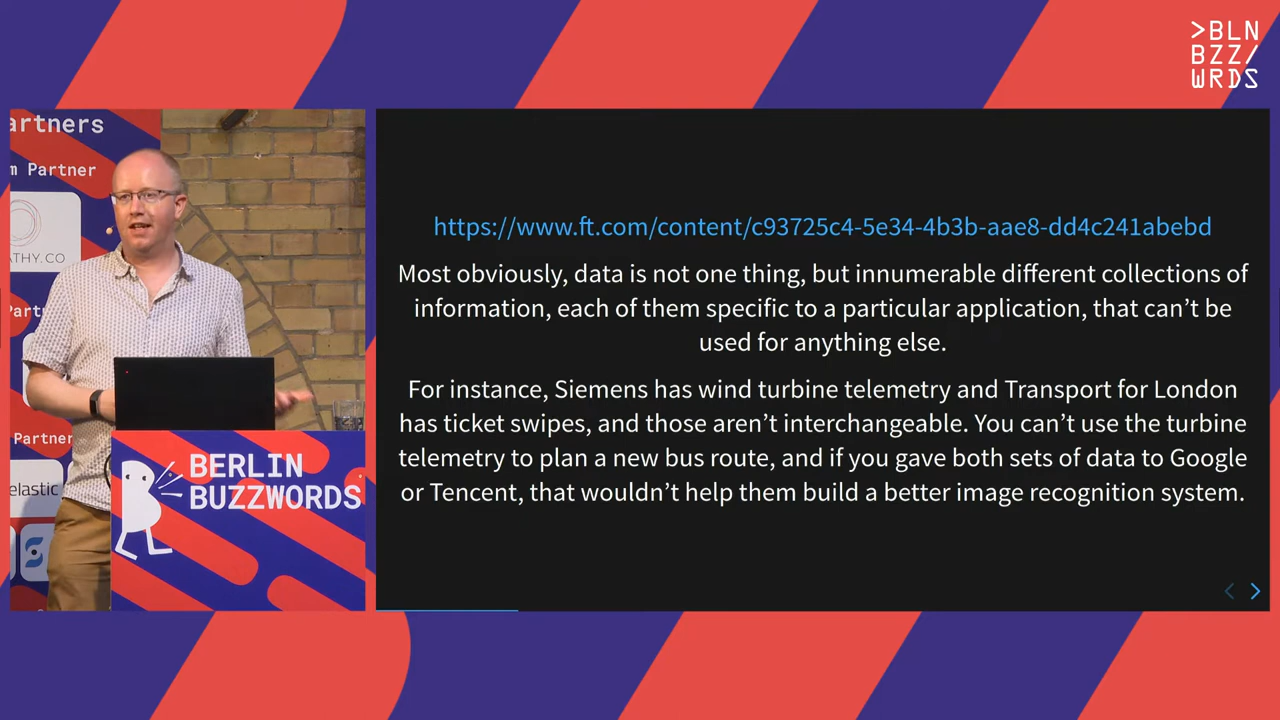 >BLN
BZZ/
WRDS
artners
m Partner
ATHY.CO
Part
Partner
elastic
BERLIN
BUZZWORDS
https://www.ft.com/content/c93725c4-5e34-4b3b-aae8-dd4c241abebd
Most obviously, data is not one thing, but innumerable different collections of
information, each of them specific to a particular application, that can’t be
used for anything else.
For instance, Siemens has wind turbine telemetry and Transport for London
has ticket swipes, and those aren’t interchangeable. You can’t use the turbine
telemetry to plan a new bus route, and if you gave both sets of data to Google
or Tencent, that wouldn’t help them build a better image recognition system.